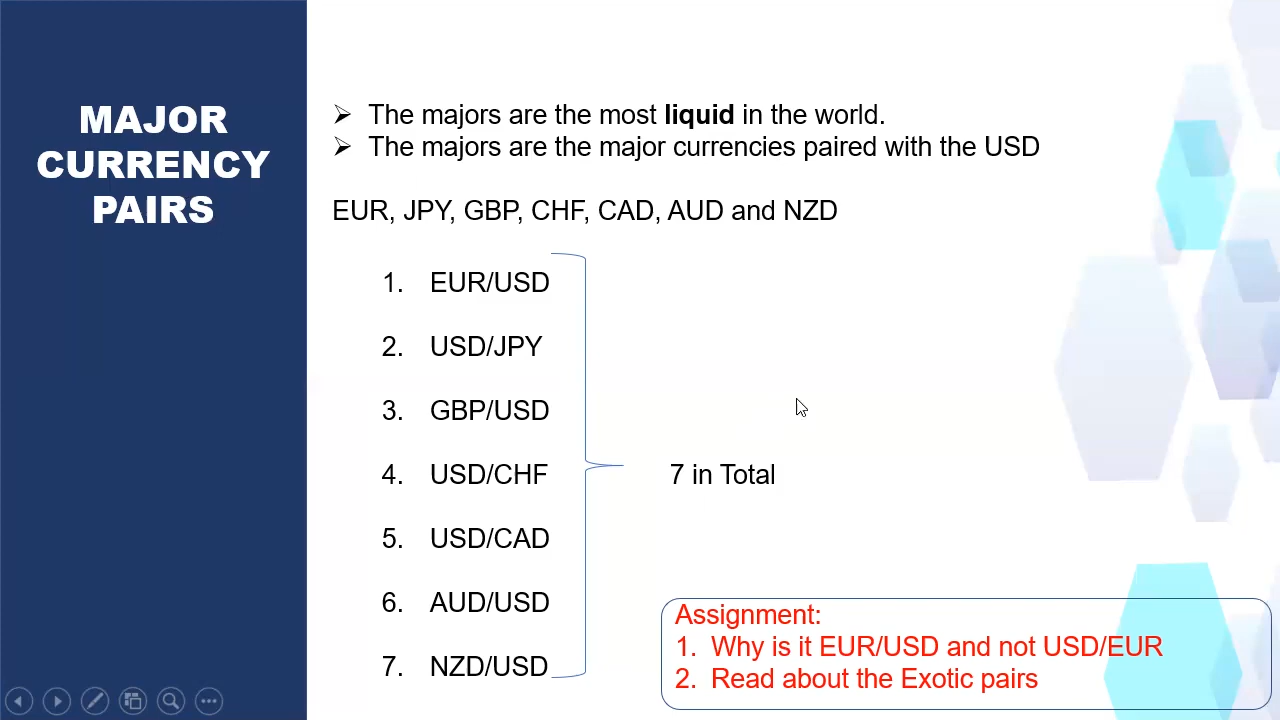 MAJOR
CURRENCY
PAIRS
➢ The majors are the most liquid in the world.
➢ The majors are the major currencies paired with the USD
EUR, JPY, GBP, CHF, CAD, AUD and NZD
1. EUR/USD
2. USD/JPY
3. GBP/USD
4. USD/CHF
5. USD/CAD
6. AUD/USD
7. NZD/USD
7 in Total
Assignment:
1. Why is it EUR/USD and not USD/EUR
2. Read about the Exotic pairs